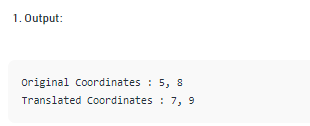 1. Output:
Original Coordinates : 5, 8
Translated Coordinates : 7, 9